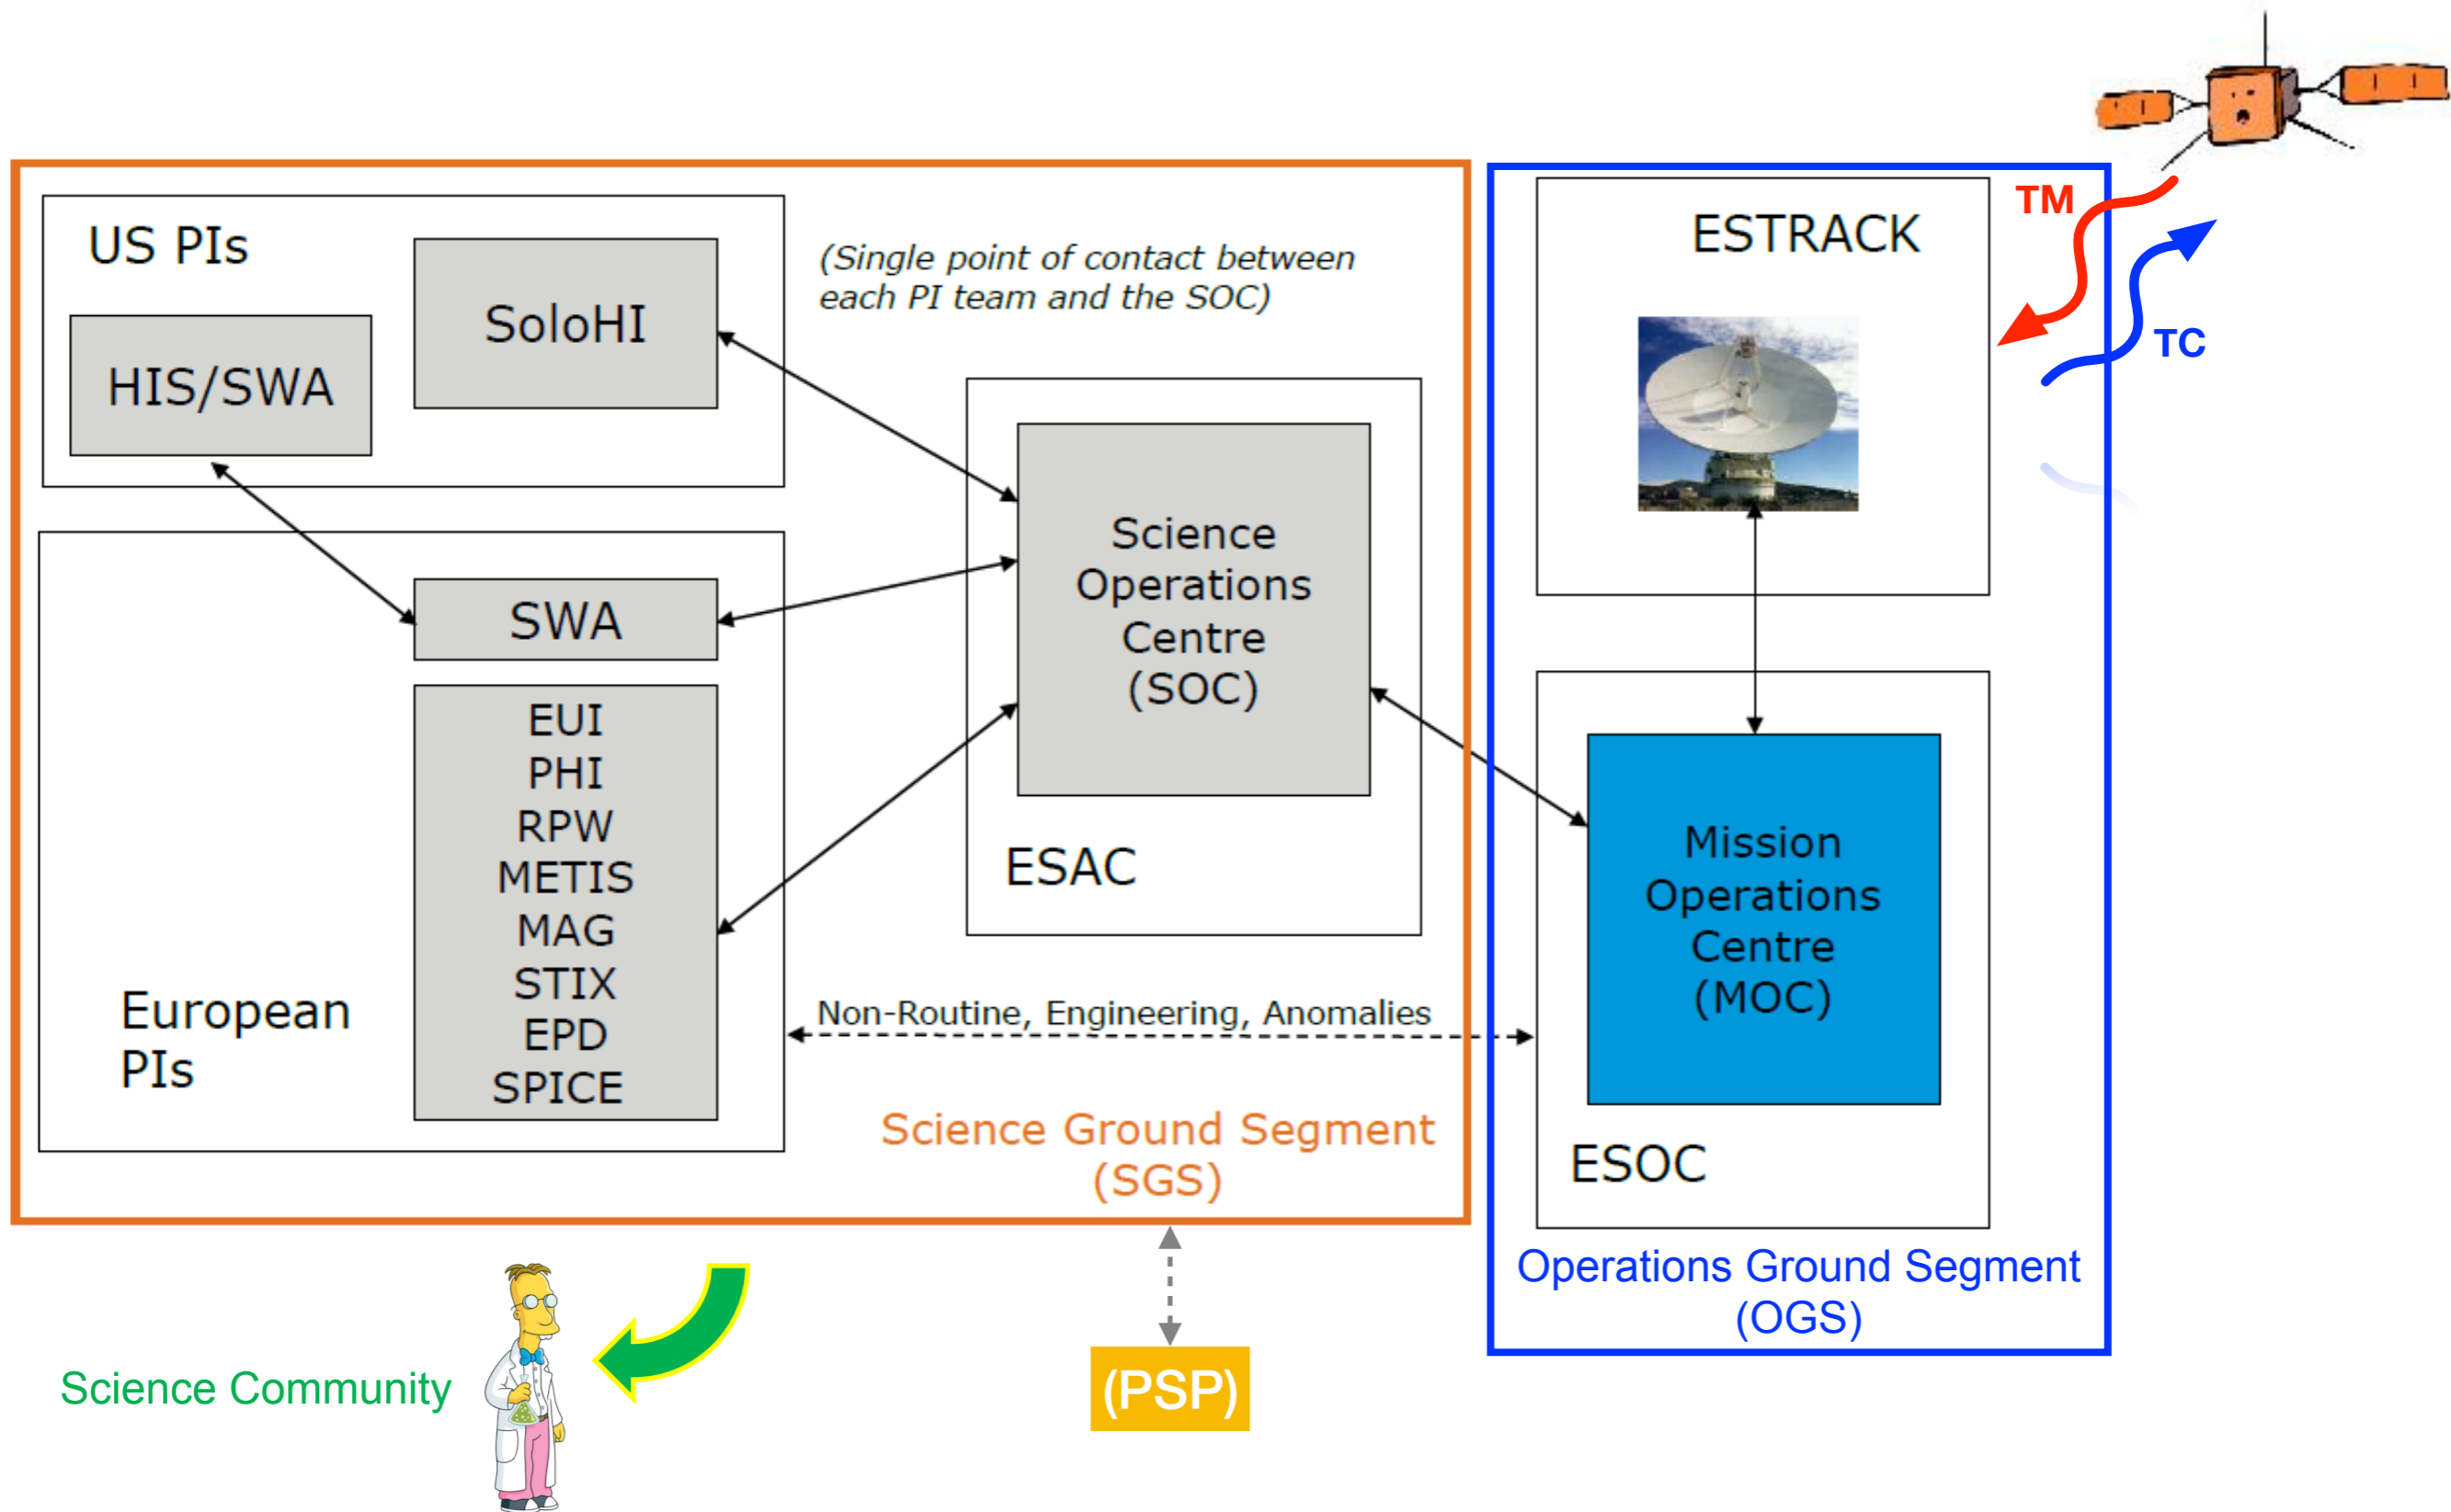 US PIs
SoloHI
HIS/SWA
(Single point of contact between
each PI team and the SOC)
SWA
EUI
PHI
RPW
METIS
MAG
STIX
EPD
SPICE
European
PIs
Science
Operations
Centre
(SOC)
ESAC
Non-Routine, Engineering, Anomalies
Science Ground Segment
(SGS)
ESTRACK
TM
TC
Mission
Operations
Centre
(MOC)
ESOC
Operations Ground Segment
(OGS)
Science Community
(PSP)